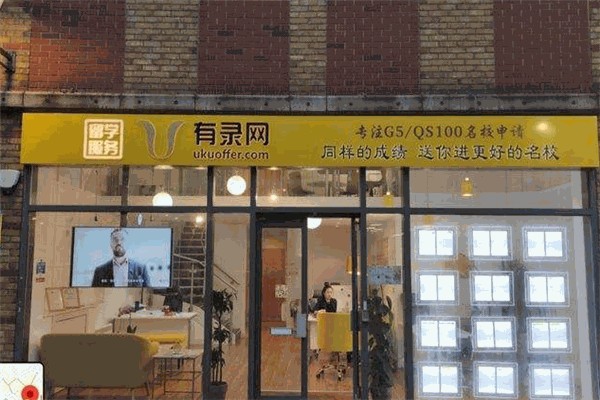 留学
服务
有录网
ukuoffer.com
专注G5/QS100名校申请
同样的成绩 送你进更好的名校